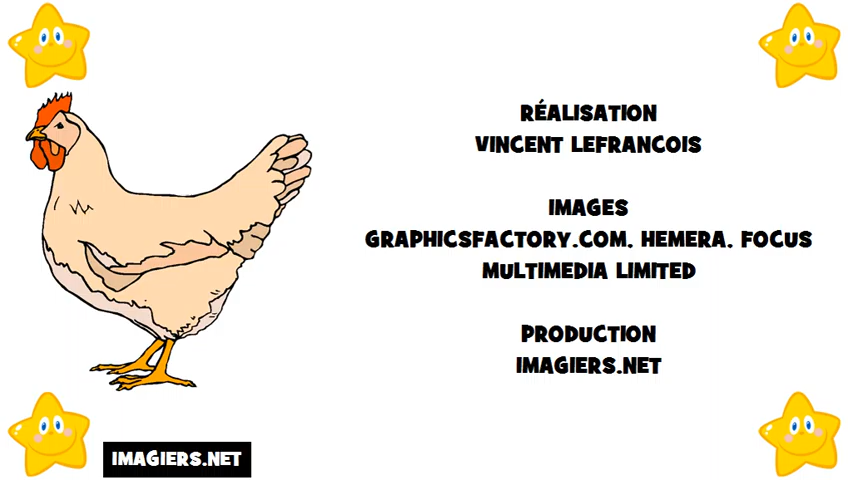 RÉALISATION
VINCENT LEFRANCOIS
IMAGES
GRAPHICSFACTORY.COM, HEMERA, FOCUS
MULTIMEDIA LIMITED
PRODUCTION
IMAGIERS.NET
IMAGIERS.NET